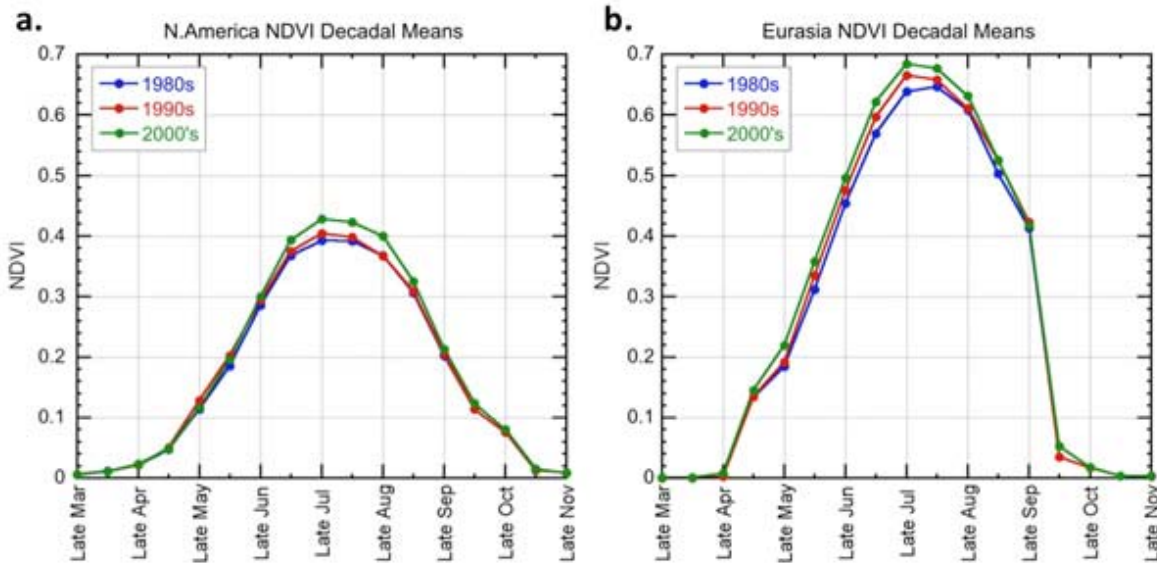 a.
N.America NDVI Decadal Means
NDVI
0.7
0.6
0.5
0.4
0.3
0.2
0.1
0
1980s
1990s
2000's
Late Mar
Late Apr
Late May
Late Jun
Late Jul
Late Aug
Late Sep
Late Oct
Late Nov
b.
Eurasia NDVI Decadal Means
NDVI
0.7
0.6
0.5
0.4
0.3
0.2
0.1
0
1980s
1990s
2000's
Late Mar
Late Apr
Late May
Late Jun
Late Jul
Late Aug
Late Sep
Late Oct
Late Nov